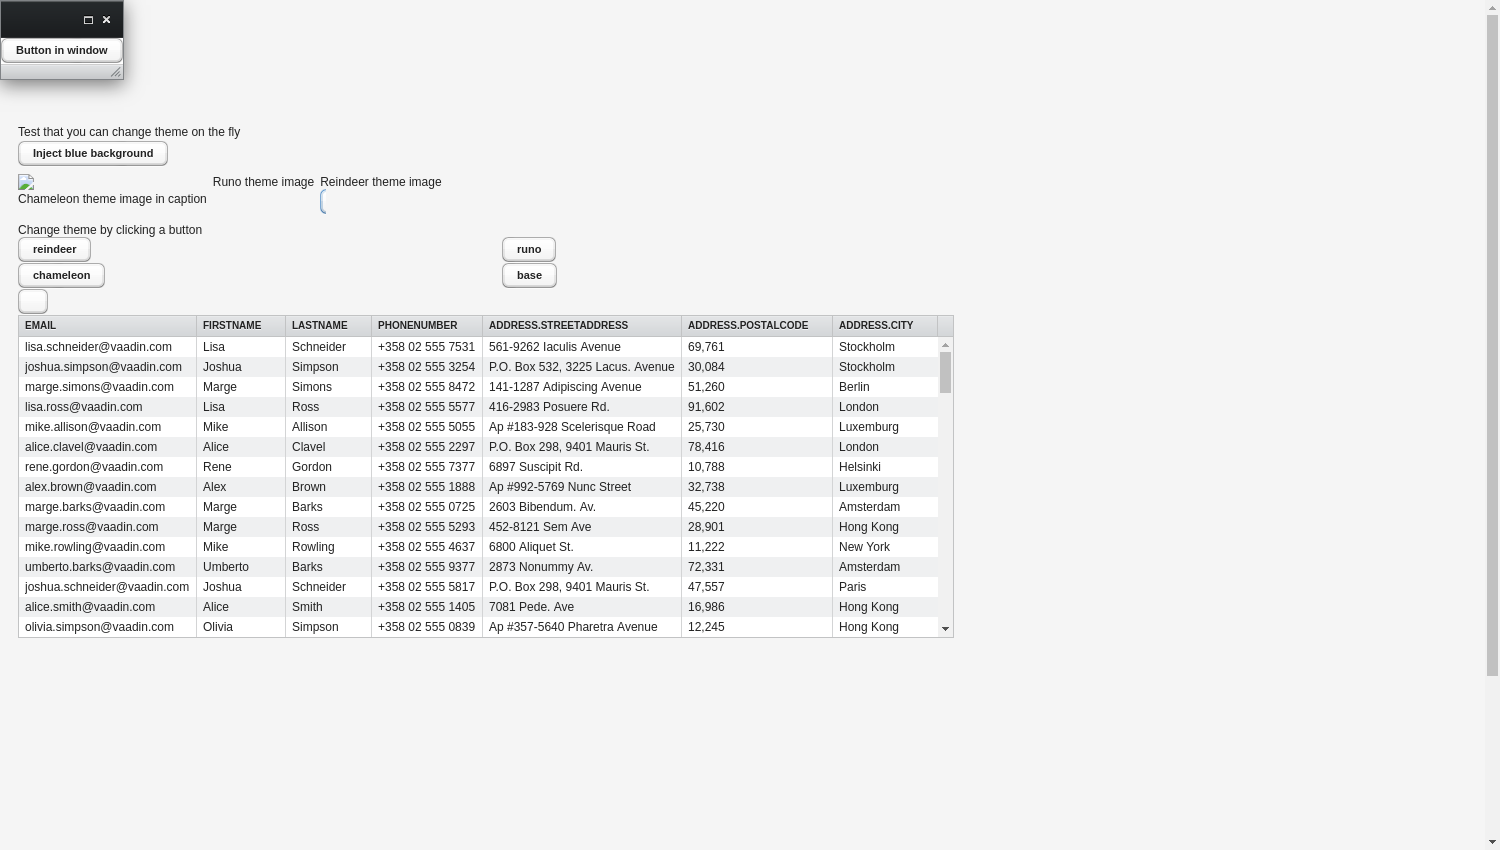 Button in window
Test that you can change theme on the fly
Inject blue background
Runo theme image Reindeer theme image
Chameleon theme image in caption
Change theme by clicking a button
reindeer runo
chameleon base
EMAIL FIRSTNAME LASTNAME PHONENUMBER ADDRESS.STREETADDRESS ADDRESS.POSTALCODE ADDRESS.CITY
lisa.schneider@vaadin.com Lisa Schneider +358 02 555 7531 561-9262 Iaculis Avenue 69,761 Stockholm
joshua.simpson@vaadin.com Joshua Simpson +358 02 555 3254 P.O. Box 532, 3225 Lacus. Avenue 30,084 Stockholm
marge.simons@vaadin.com Marge Simons +358 02 555 8472 141-1287 Adipiscing Avenue 51,260 Berlin
lisa.ross@vaadin.com Lisa Ross +358 02 555 5577 416-2983 Posuere Rd. 91,602 London
mike.allison@vaadin.com Mike Allison +358 02 555 5055 Ap #183-928 Scelerisque Road 25,730 Luxemburg
alice.clavel@vaadin.com Alice Clavel +358 02 555 2297 P.O. Box 298, 9401 Mauris St. 78,416 London
rene.gordon@vaadin.com Rene Gordon +358 02 555 7377 6897 Suscipit Rd. 10,788 Helsinki
alex.brown@vaadin.com Alex Brown +358 02 555 1888 Ap #992-5769 Nunc Street 32,738 Luxemburg
marge.barks@vaadin.com Marge Barks +358 02 555 0725 2603 Bibendum. Av. 45,220 Amsterdam
marge.ross@vaadin.com Marge Ross +358 02 555 5293 452-8121 Sem Ave 28,901 Hong Kong
mike.rowling@vaadin.com Mike Rowling +358 02 555 4637 6800 Aliquet St. 11,222 New York
umberto.barks@vaadin.com Umberto Barks +358 02 555 9377 2873 Nonummy Av. 72,331 Amsterdam
joshua.schneider@vaadin.com Joshua Schneider +358 02 555 5817 P.O. Box 298, 9401 Mauris St. 47,557 Paris
alice.smith@vaadin.com Alice Smith +358 02 555 1405 7081 Pede. Ave 16,986 Hong Kong
olivia.simpson@vaadin.com Olivia Simpson +358 02 555 0839 Ap #357-5640 Pharetra Avenue 12,245 Hong Kong